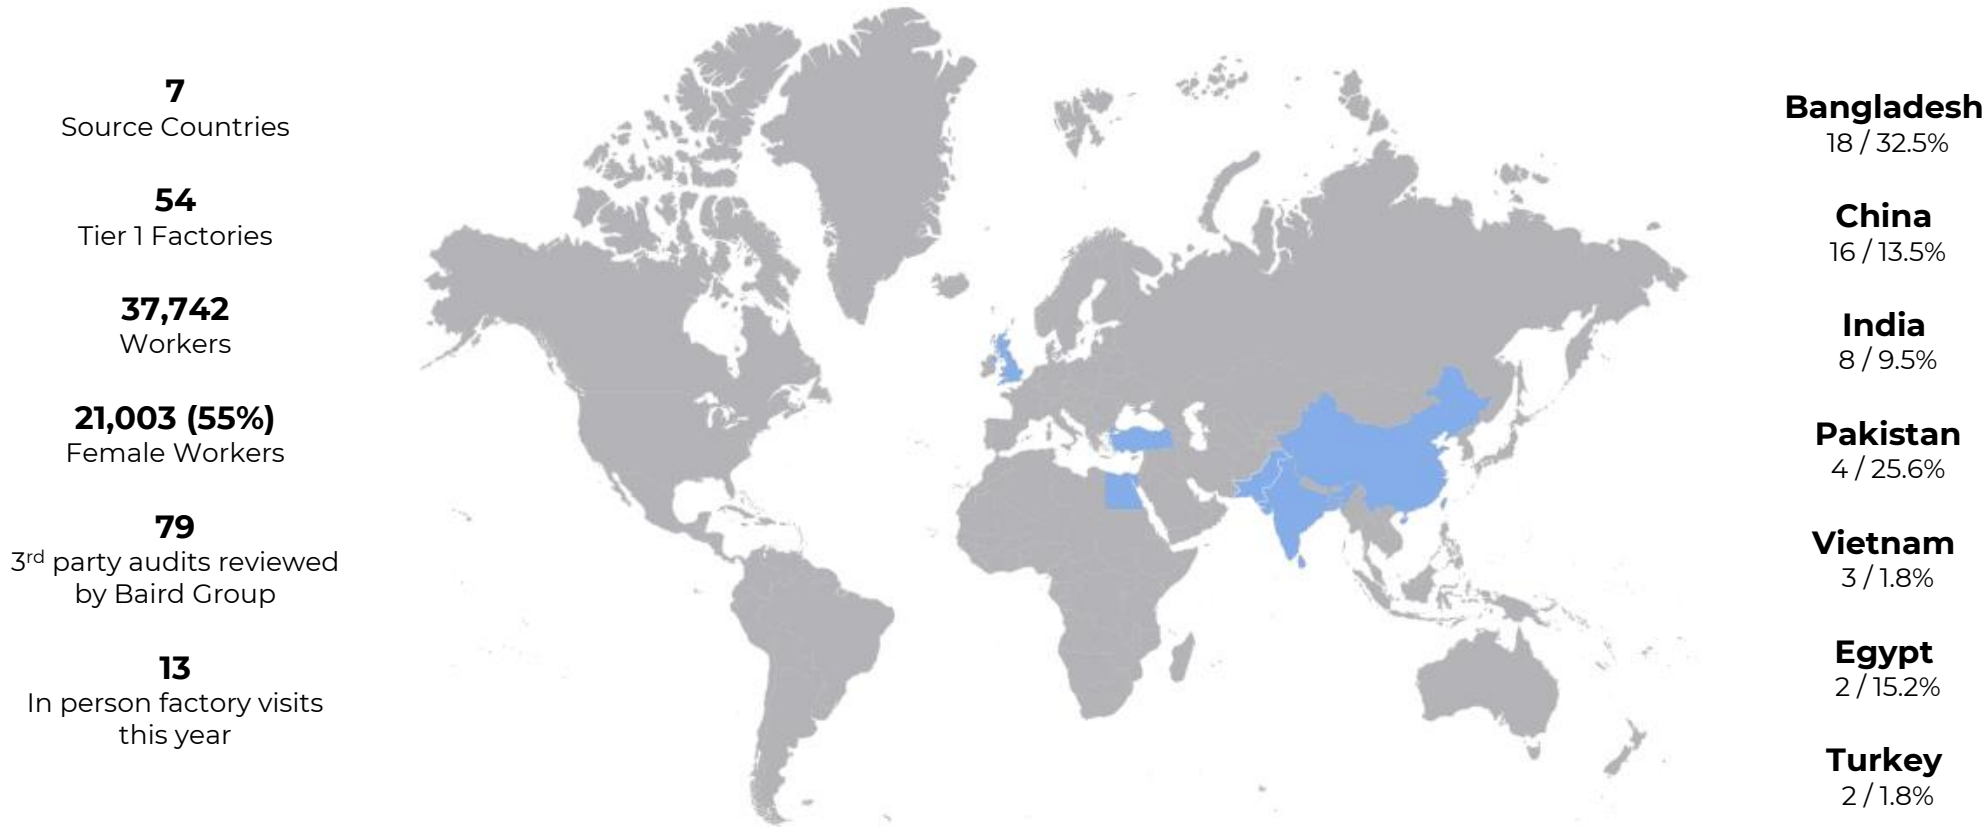 7
Source Countries
54
Tier 1 Factories
37,742
Workers
21,003 (55%)
Female Workers
79
3rd party audits reviewed
by Baird Group
13
In person factory visits
this year
Bangladesh
18 / 32.5%
China
16 / 13.5%
India
8 / 9.5%
Pakistan
4 / 25.6%
Vietnam
3 / 1.8%
Egypt
2 / 15.2%
Turkey
2 / 1.8%